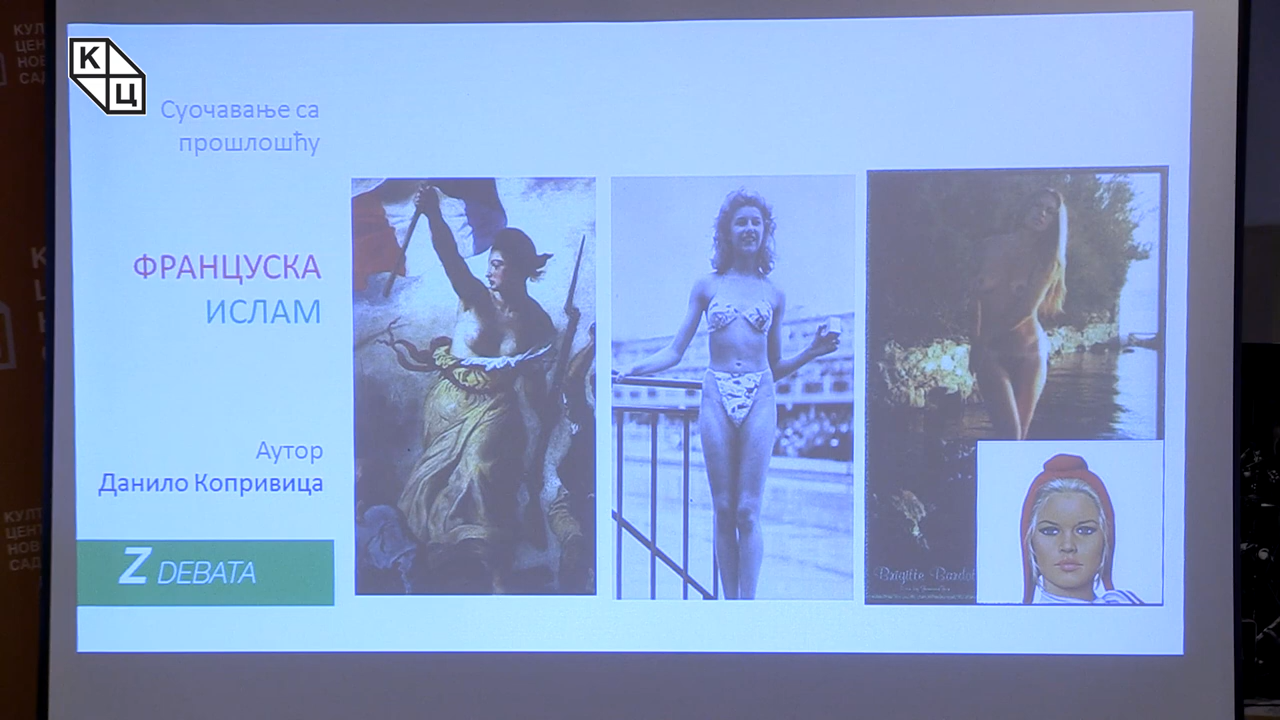 К
Ц
Суочавање са
прошлошћу
ФРАНЦУСКА
ИСЛАМ
Аутор
Данило Копривица
Z DEBATA
Brigitte Bardot